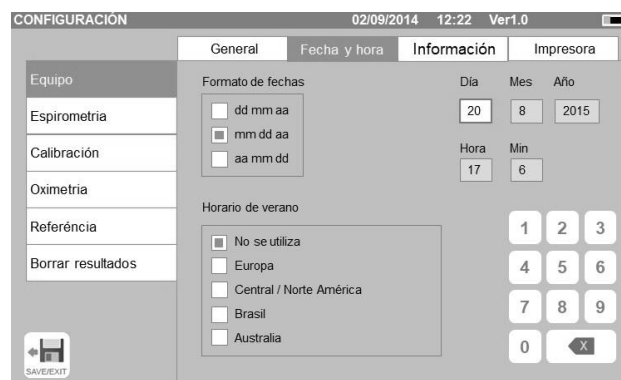 CONFIGURACIÓN 02/09/2014 12:22 Ver1.0
General Fecha y hora Información Impresora
Equipo
Espirometria
Calibración
Oximetria
Referéncia
Borrar resultados
SAVE/EXIT
Formato de fechas
dd mm aa
mm dd aa
aa mm dd
Horario de verano
No se utiliza
Europa
Central / Norte América
Brasil
Australia
Día Mes Año
20 8 2015
Hora Min
17 6
1 2 3
4 5 6
7 8 9
0 X